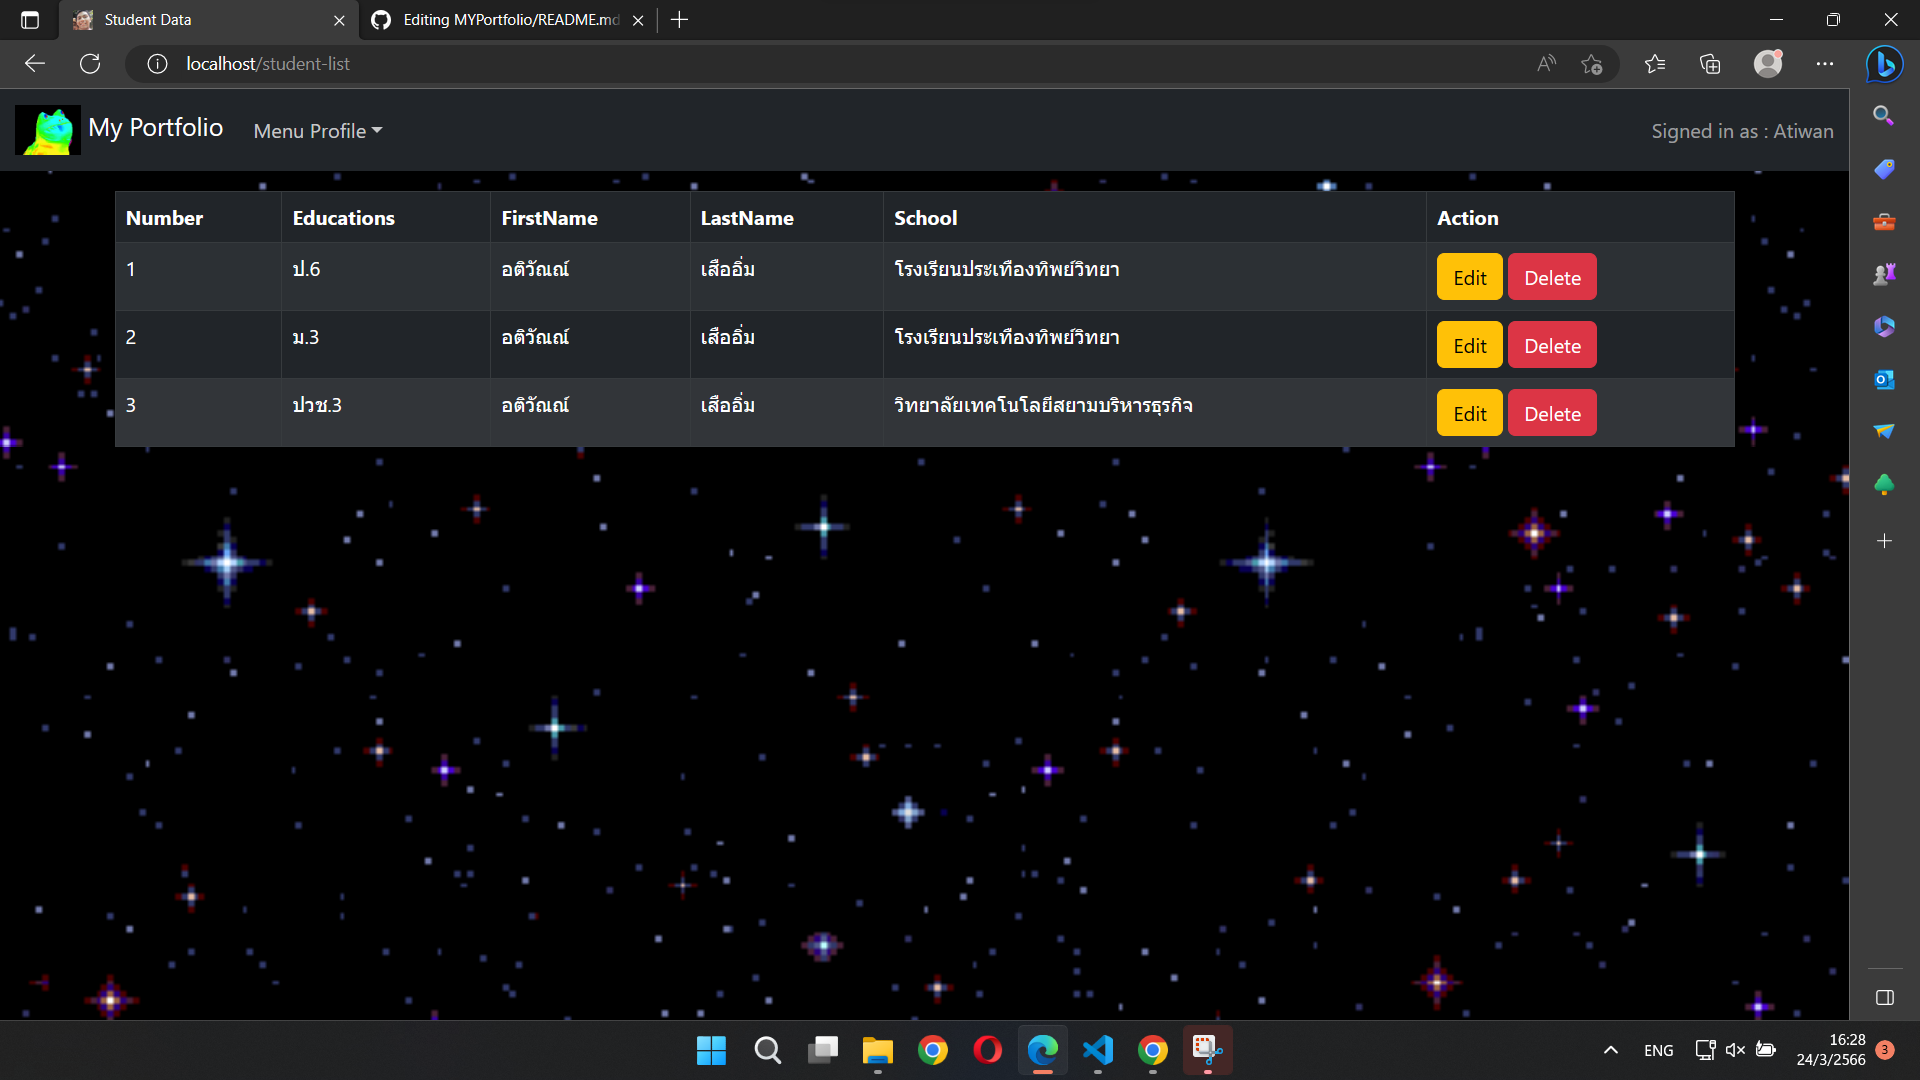 Student Data
Editing MYPortfolio/README.md
localhost/student-list
My Portfolio
Menu Profile
Signed in as : Atiwan
Number Educations FirstName LastName School Action
1 ป.6 อติวัณณ์ เสืออิ่ม โรงเรียนประเทืองทิพย์วิทยา Edit Delete
2 ม.3 อติวัณณ์ เสืออิ่ม โรงเรียนประเทืองทิพย์วิทยา Edit Delete
3 ปวช.3 อติวัณณ์ เสืออิ่ม วิทยาลัยเทคโนโลยีสยามบริหารธุรกิจ Edit Delete
ENG
16:28
24/3/2566
3